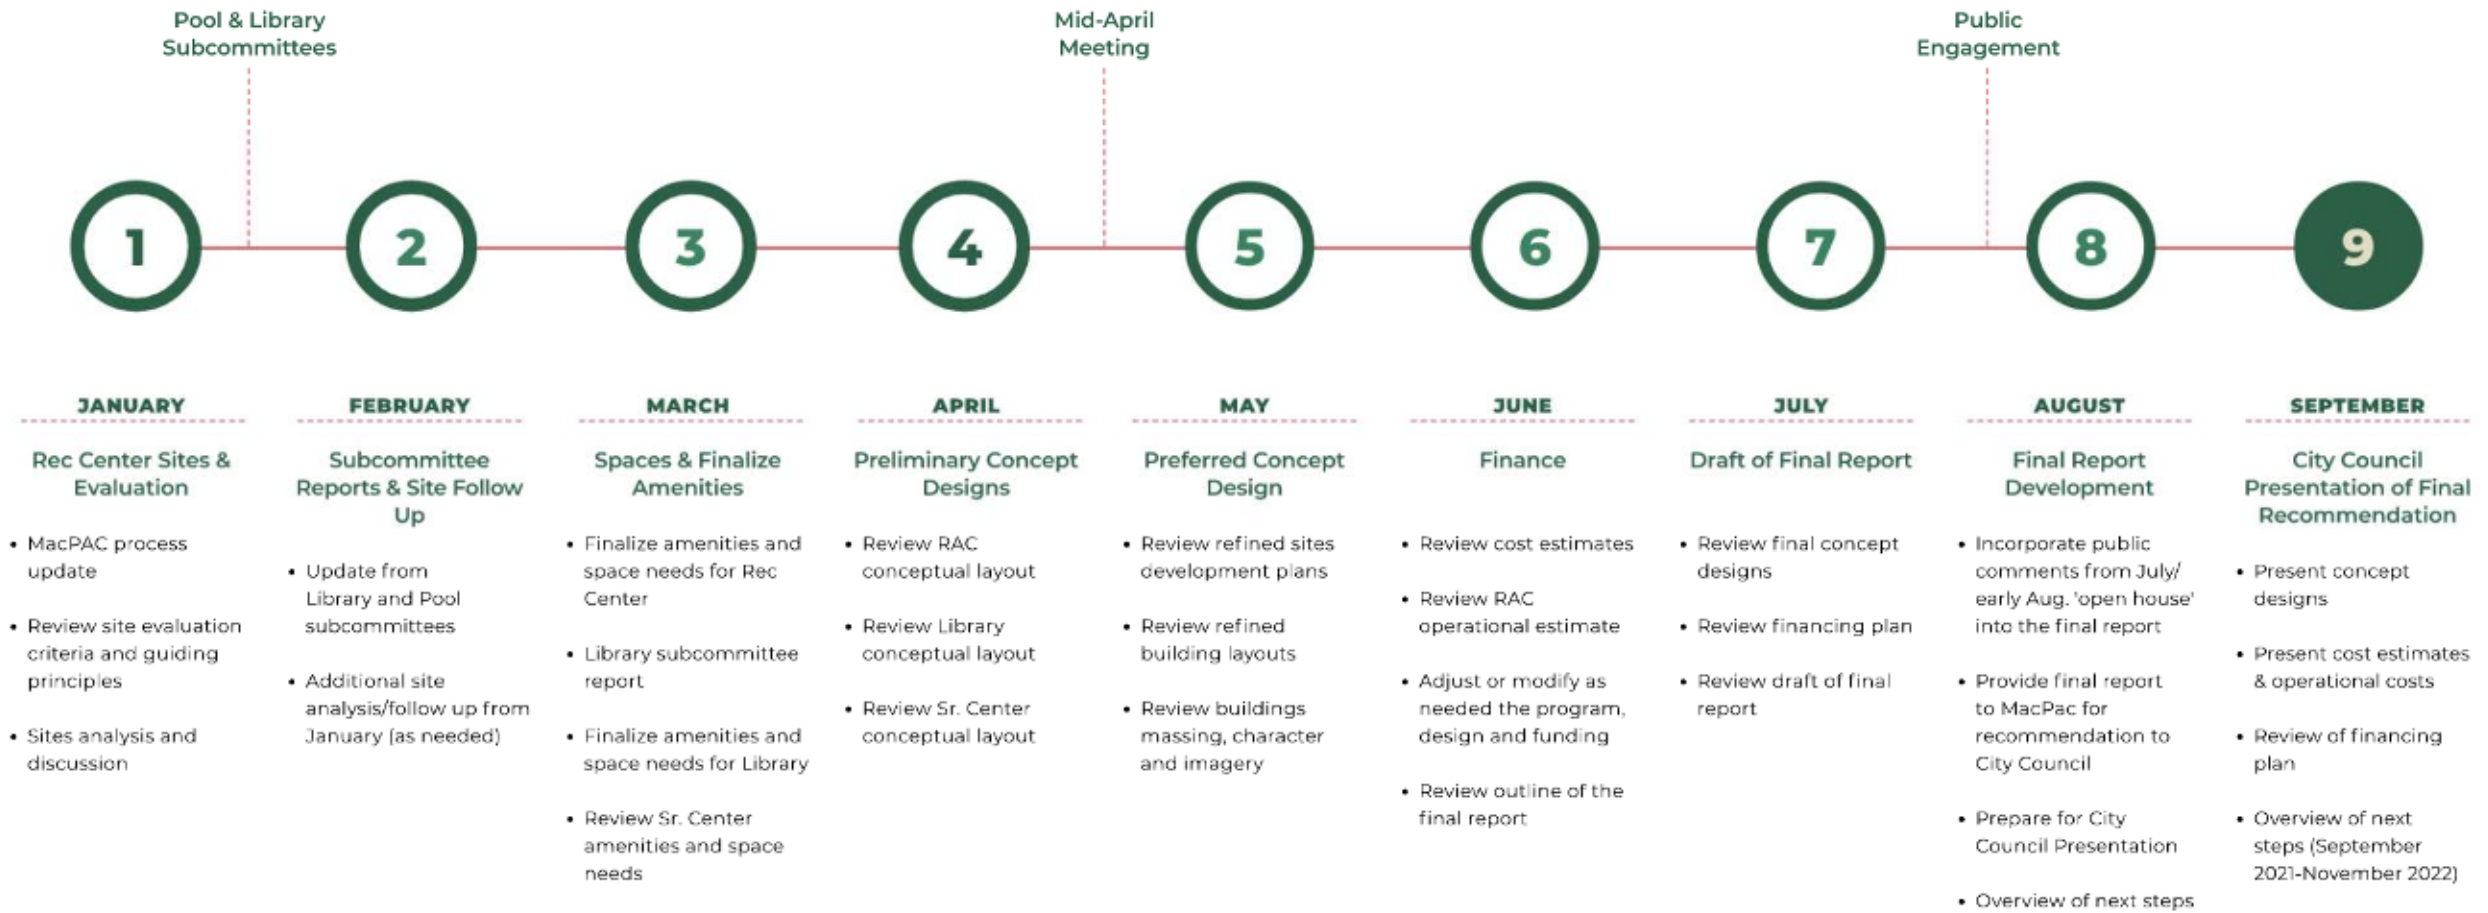 Pool & Library
Subcommittees
Mid-April
Meeting
Public
Engagement
1
2
3
4
5
6
7
8
9
JANUARY
Rec Center Sites &
Evaluation
• MacPAC process
update
• Review site evaluation
criteria and guiding
principles
• Sites analysis and
discussion
FEBRUARY
Subcommittee
Reports & Site Follow
Up
• Update from
Library and Pool
subcommittees
• Additional site
analysis/follow up from
January (as needed)
MARCH
Spaces & Finalize
Amenities
• Finalize amenities and
space needs for Rec
Center
• Library subcommittee
report
• Finalize amenities and
space needs for Library
• Review Sr. Center
amenities and space
needs
APRIL
Preliminary Concept
Designs
• Review RAC
conceptual layout
• Review Library
conceptual layout
• Review Sr. Center
conceptual layout
MAY
Preferred Concept
Design
• Review refined sites
development plans
• Review refined
building layouts
• Review buildings
massing, character
and imagery
JUNE
Finance
• Review cost estimates
• Review RAC
operational estimate
• Adjust or modify as
needed the program,
design and funding
• Review outline of the
final report
JULY
Draft of Final Report
• Review final concept
designs
• Review financing plan
• Review draft of final
report
AUGUST
Final Report
Development
• Incorporate public
comments from July/
early Aug. 'open house'
into the final report
• Provide final report
to MacPac for
recommendation to
City Council
• Prepare for City
Council Presentation
• Overview of next steps
SEPTEMBER
City Council
Presentation of Final
Recommendation
• Present concept
designs
• Present cost estimates
& operational costs
• Review of financing
plan
• Overview of next
steps (September
2021-November 2022)